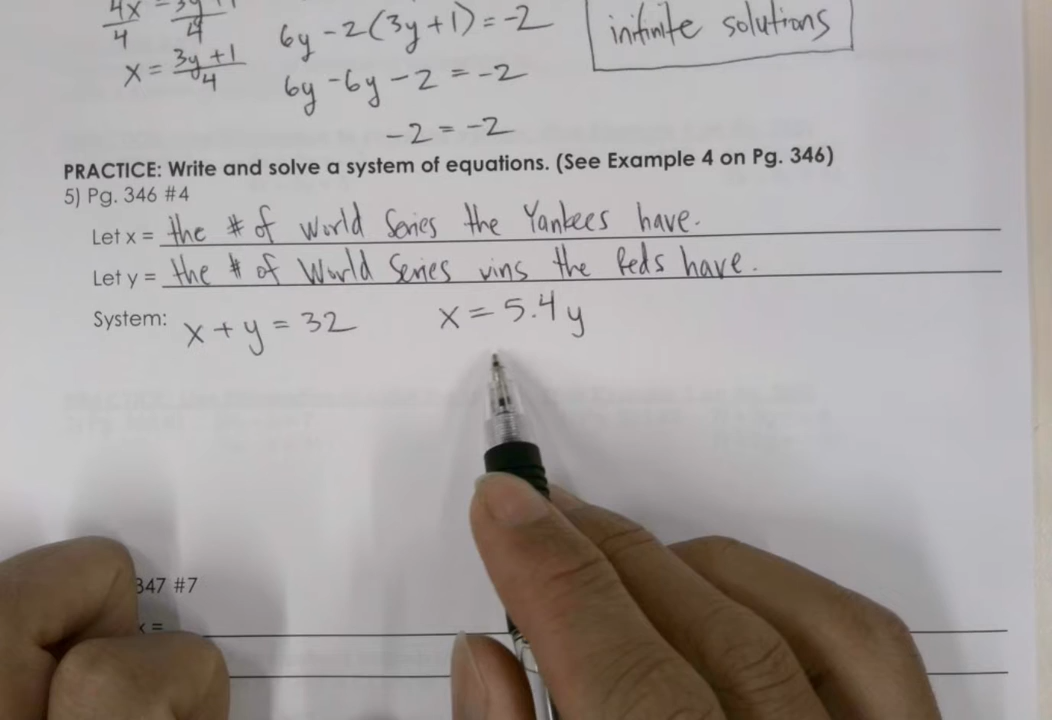 4x = 3y + 1
4 4
x = 3y + 1
4
6y - 2(3y + 1) = -2
6y - 6y - 2 = -2
-2 = -2
infinite solutions
PRACTICE: Write and solve a system of equations. (See Example 4 on Pg. 346)
5) Pg. 346 #4
Let x = the # of World Series the Yankees have.
Let y = the # of World Series wins the Reds have.
System: x + y = 32 x = 5.4y
347 #7
x =